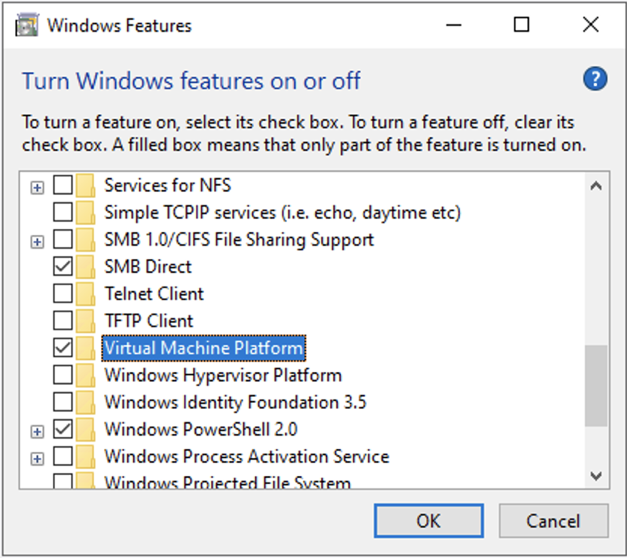 Windows Features
Turn Windows features on or off
?
To turn a feature on, select its check box. To turn a feature off, clear its
check box. A filled box means that only part of the feature is turned on.
Services for NFS
Simple TCPIP services (i.e. echo, daytime etc)
SMB 1.0/CIFS File Sharing Support
SMB Direct
Telnet Client
TFTP Client
Virtual Machine Platform
Windows Hypervisor Platform
Windows Identity Foundation 3.5
Windows PowerShell 2.0
Windows Process Activation Service
Windows Projected File System
OK
Cancel